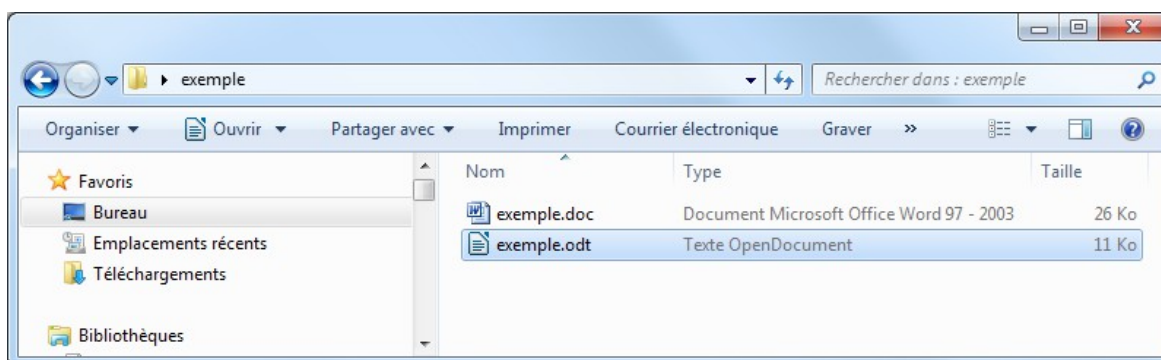 exemple
Rechercher dans : exemple
Organiser Ouvrir Partager avec Imprimer Courrier électronique Graver »
Favoris
Bureau
Emplacements récents
Téléchargements
Bibliothèques
Nom Type Taille
exemple.doc Document Microsoft Office Word 97 - 2003 26 Ko
exemple.odt Texte OpenDocument 11 Ko